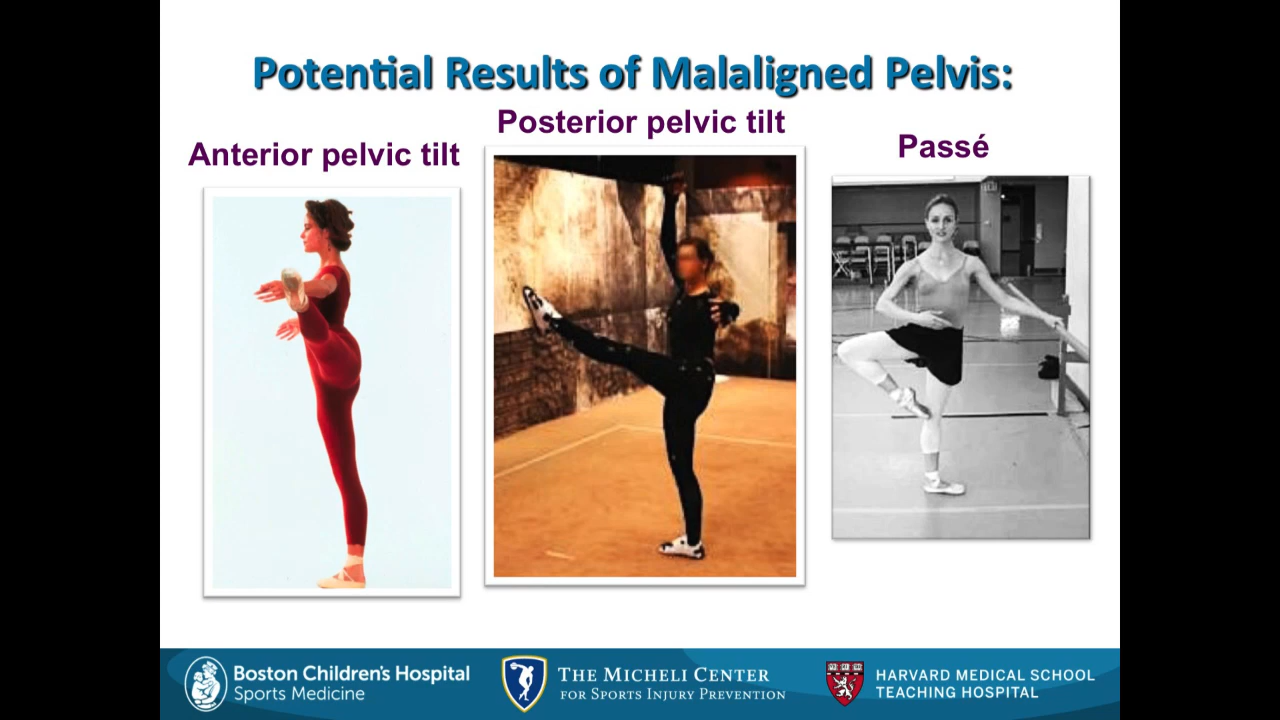 Potential Results of Malaligned Pelvis:
Anterior pelvic tilt
Posterior pelvic tilt
Passé
Boston Children's Hospital
Sports Medicine
THE MICHELI CENTER
FOR SPORTS INJURY PREVENTION
HARVARD MEDICAL SCHOOL
TEACHING HOSPITAL